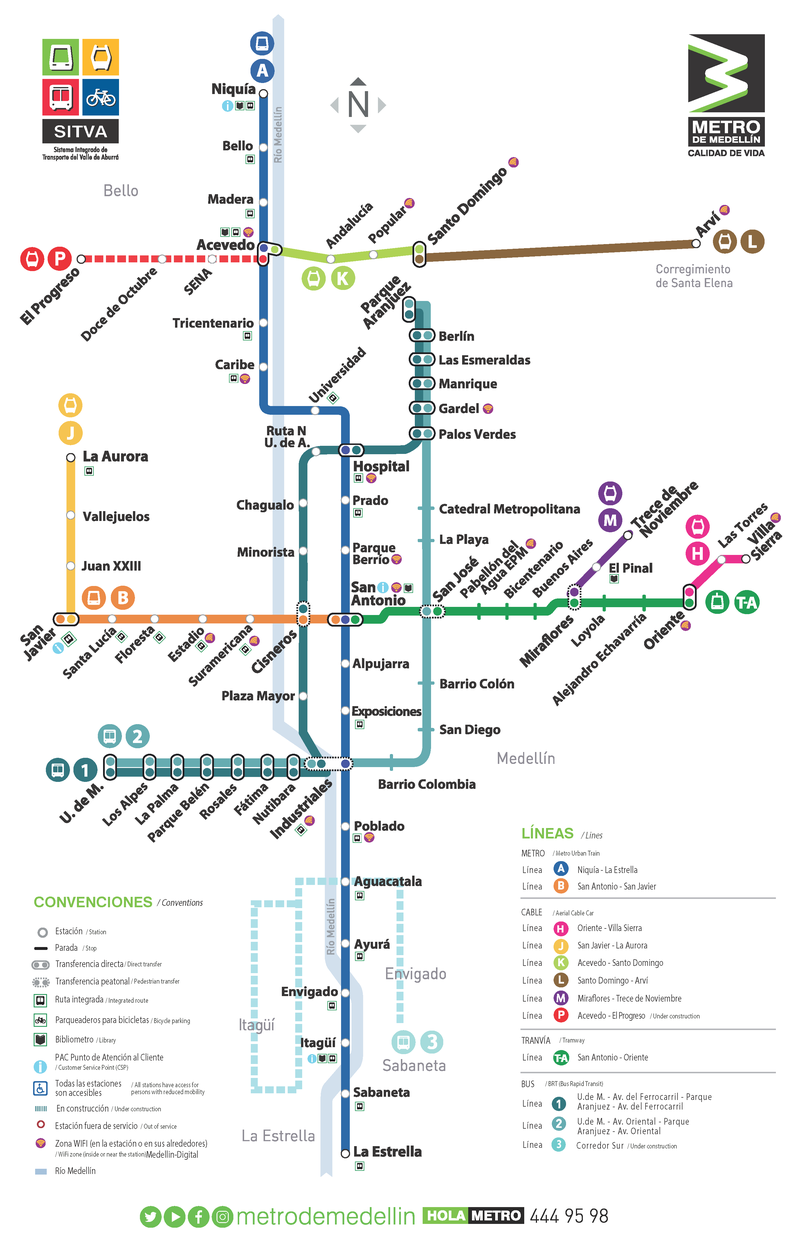 SITVA
Sistema Integrado de
Transporte del Valle de Aburrá
METRO
DE MEDELLÍN
CALIDAD DE VIDA
N
A
Niquía
Río Medellín
Bello
Bello
Madera
Acevedo
Andalucía
Popular
Santo Domingo
Arví
L
Corregimiento
de Santa Elena
P
El Progreso
Doce de Octubre
SENA
K
Parque
Aranjuez
Tricentenario
Caribe
Universidad
Berlín
Las Esmeraldas
Manrique
Gardel
Palos Verdes
J
La Aurora
Vallejuelos
Juan XXIII
Ruta N
U. de A.
Hospital
Chagualo
Prado
Catedral Metropolitana
Minorista
Parque
Berrío
La Playa
San José
Pabellón del
Agua EPM
Bicentenario
Buenos Aires
M
Trece de
Noviembre
El Pinal
H
Las Torres
Villa
Sierra
B
San
Antonio
San
Javier
Santa Lucía
Floresta
Estadio
Suramericana
Cisneros
Miraflores
Loyola
Alejandro Echavarría
Oriente
T-A
Alpujarra
Plaza Mayor
Exposiciones
Barrio Colón
San Diego
Medellín
2
1
U. de M.
Los Alpes
La Palma
Parque Belén
Rosales
Fátima
Nutibara
Industriales
Barrio Colombia
Poblado
Aguacatala
Río Medellín
Ayurá
Envigado
Envigado
Itagüí
Itagüí
3
Sabaneta
Sabaneta
La Estrella
La Estrella
CONVENCIONES / Conventions
Estación / Station
Parada / Stop
Transferencia directa / Direct transfer
Transferencia peatonal / Pedestrian transfer
Ruta integrada / Integrated route
Parqueaderos para bicicletas / Bicycle parking
Bibliometro / Library
PAC Punto de Atención al Cliente
/ Customer Service Point (CSP)
Todas las estaciones
son accesibles
/ All stations have access for
persons with reduced mobility
En construcción / Under construction
Estación fuera de servicio / Out of service
Zona WIFI (en la estación o en sus alrededores)
/ Wifi zone (inside or near the station) Medellin-Digital
Río Medellín
LÍNEAS / Lines
METRO / Metro Urban Train
Línea A Niquía - La Estrella
Línea B San Antonio - San Javier
CABLE / Aerial Cable Car
Línea H Oriente - Villa Sierra
Línea J San Javier - La Aurora
Línea K Acevedo - Santo Domingo
Línea L Santo Domingo - Arví
Línea M Miraflores - Trece de Noviembre
Línea P Acevedo - El Progreso / Under construction
TRANVÍA / Tramway
Línea T-A San Antonio - Oriente
BUS / BRT (Bus Rapid Transit)
Línea 1 U.de M. - Av. del Ferrocarril - Parque
Aranjuez - Av. del Ferrocarril
Línea 2 U.de M. - Av. Oriental - Parque
Aranjuez - Av. Oriental
Línea 3 Corredor Sur / Under construction
metrodemedellin HOLA METRO 444 95 98